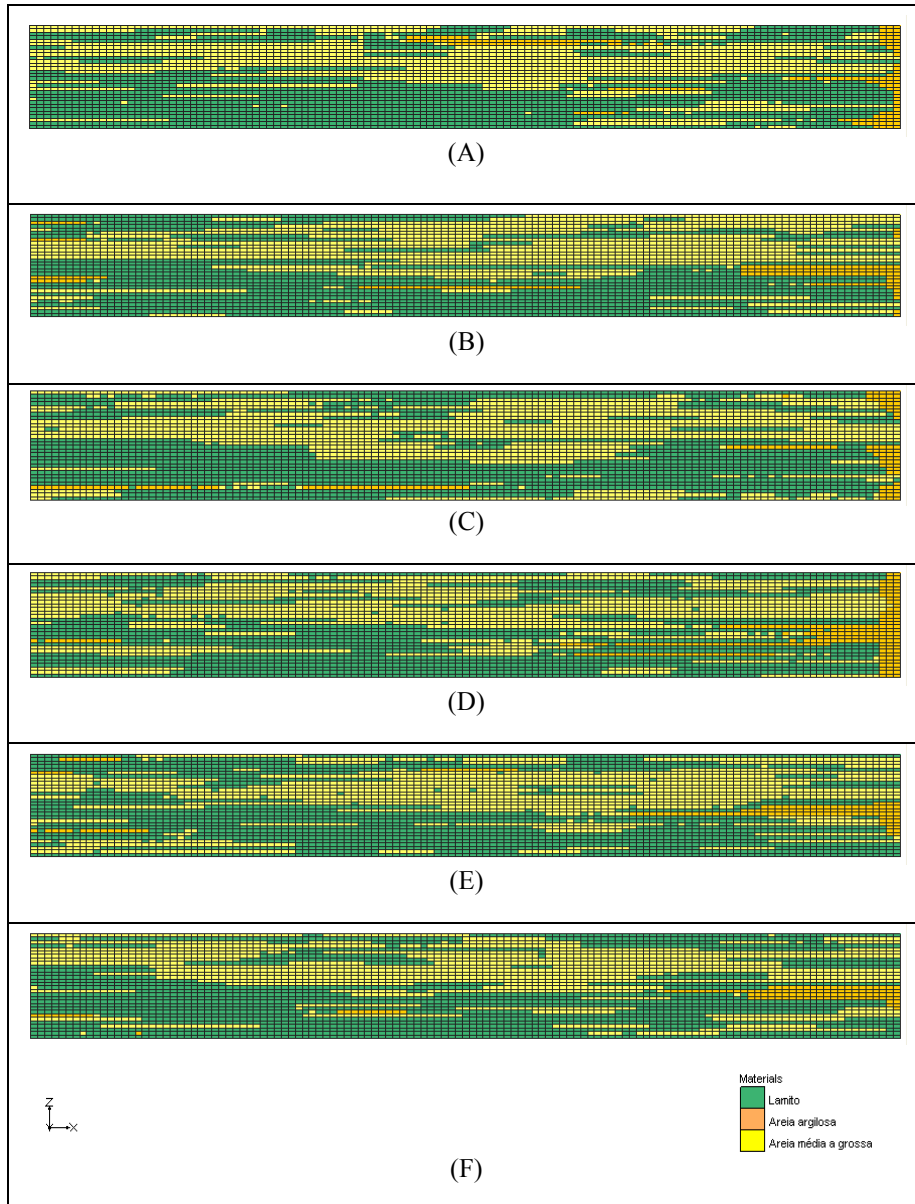 (A)
(B)
(C)
(D)
(E)
Materials
Lamito
Areia argilosa
Areia média a grossa
Z
X
(F)